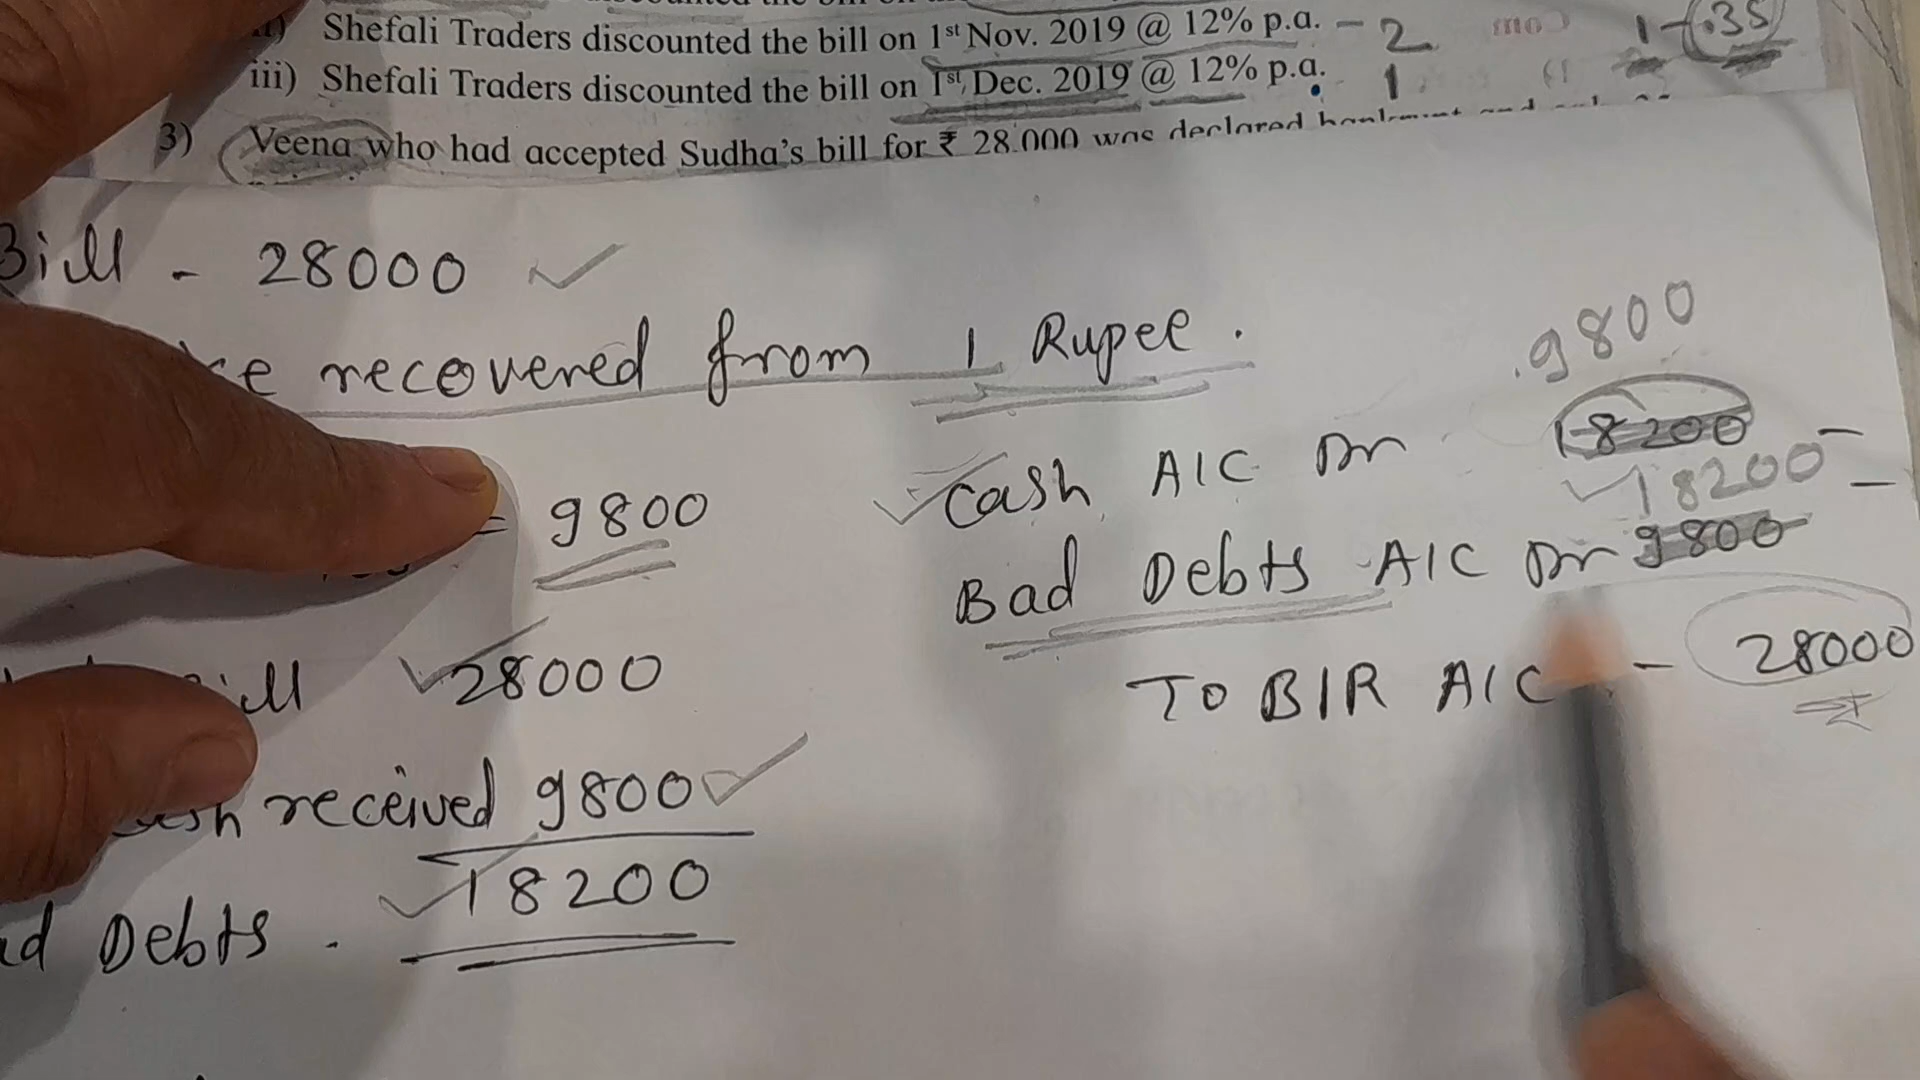 Shefali Traders discounted the bill on 1st Nov. 2019 @ 12% p.a. - 2
1 - .35
iii) Shefali Traders discounted the bill on 1st Dec. 2019 @ 12% p.a. 1
3) Veena who had accepted Sudha's bill for ₹ 28,000 was declared
Bill - 28000
recovered from 1 Rupee.
= 9800
28000
received 9800
18200
Debts. 
9800
Cash A/C Dr 18200
18200
Bad Debts A/C Dr 9800
To B/R A/C - 28000